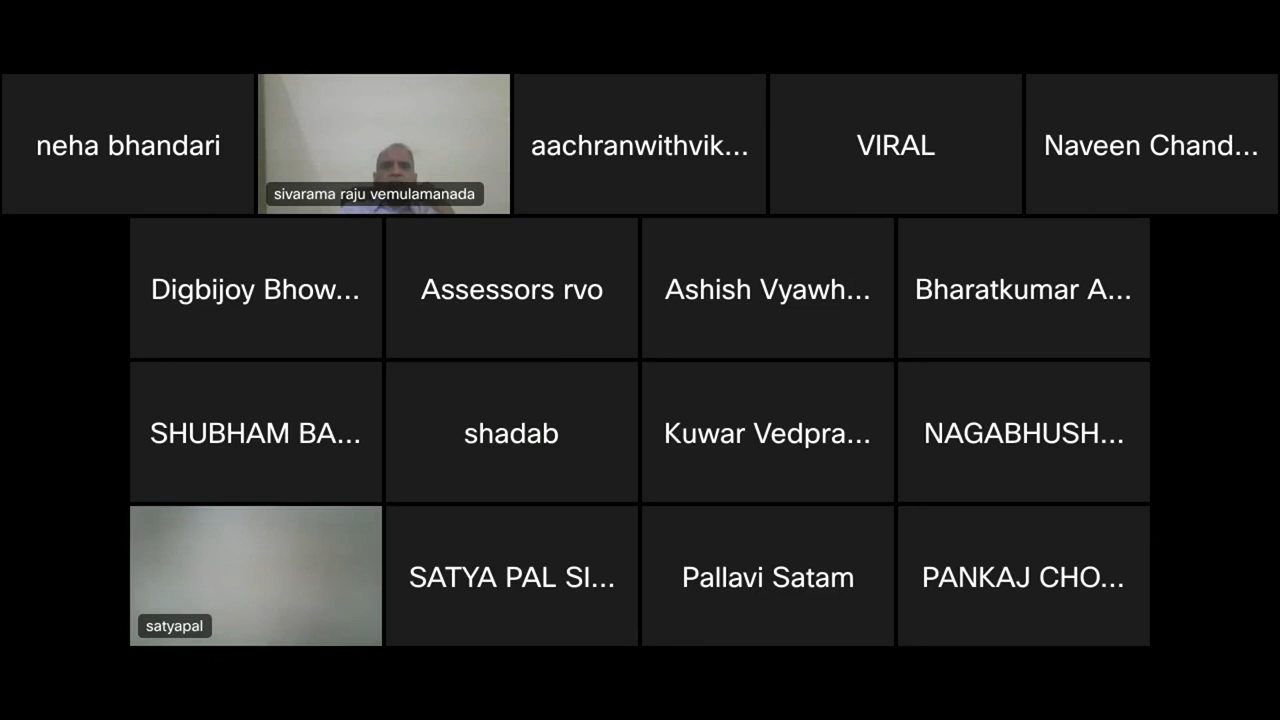 neha bhandari
sivarama raju vemulamanada
aachranwithvik...
VIRAL
Naveen Chand...
Digbijoy Bhow...
Assessors rvo
Ashish Vyawh...
Bharatkumar A...
SHUBHAM BA...
shadab
Kuwar Vedpra...
NAGABHUSH...
satyapal
SATYA PAL SI...
Pallavi Satam
PANKAJ CHO...